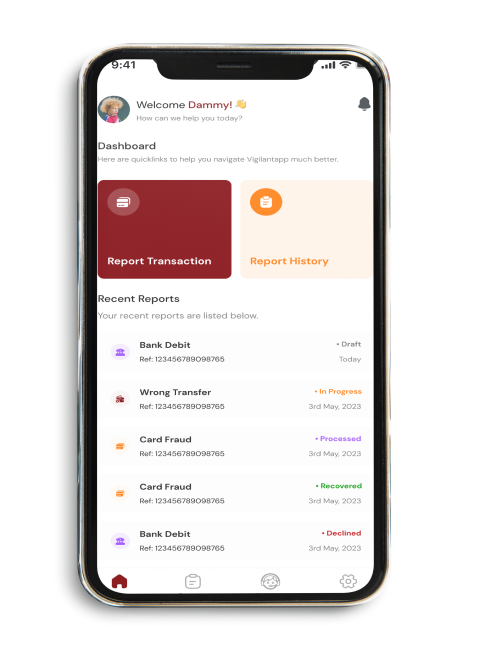 9:41
Welcome Dammy! 👋
How can we help you today?
Dashboard
Here are quicklinks to help you navigate Vigilantapp much better.
Report Transaction
Report History
Recent Reports
Your recent reports are listed below.
Bank Debit
• Draft
Ref: 123456789098765
Today
Wrong Transfer
• In Progress
Ref: 123456789098765
3rd May, 2023
Card Fraud
• Processed
Ref: 123456789098765
3rd May, 2023
Card Fraud
• Recovered
Ref: 123456789098765
3rd May, 2023
Bank Debit
• Declined
Ref: 123456789098765
3rd May, 2023